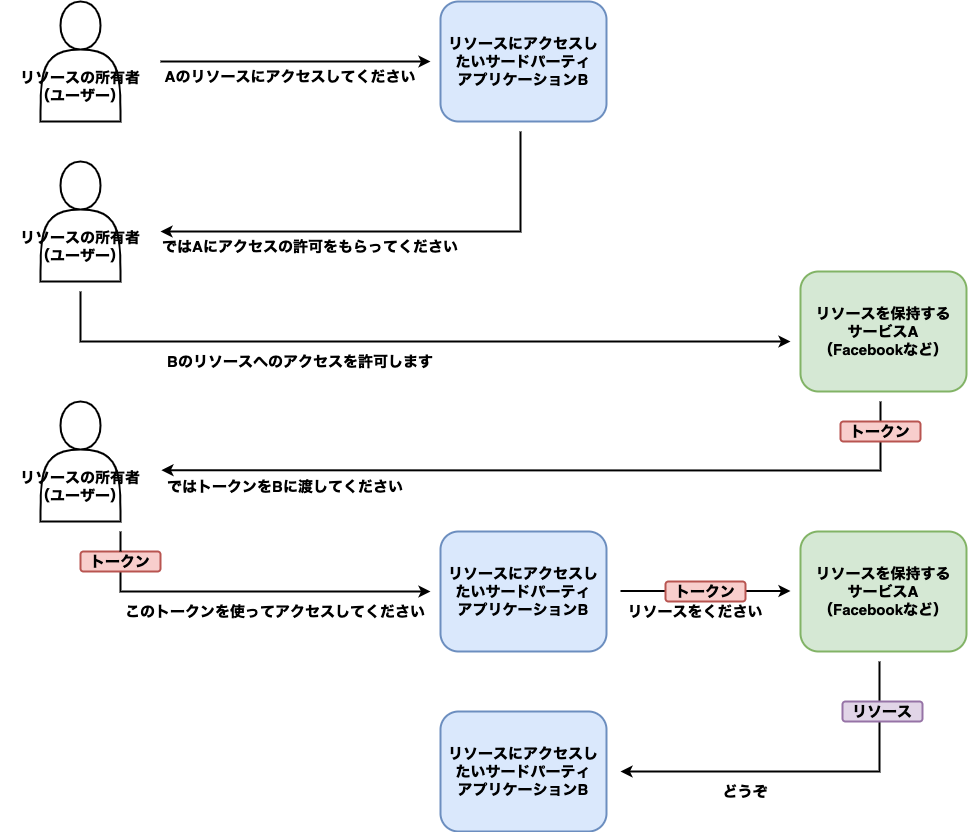 リソースの所有者
（ユーザー）
Aのリソースにアクセスしてください
リソースにアクセスし
たいサードパーティ
アプリケーションB
リソースの所有者
（ユーザー）
ではAにアクセスの許可をもらってください
Bのリソースへのアクセスを許可します
リソースを保持する
サービスA
（Facebookなど）
トークン
リソースの所有者
（ユーザー）
ではトークンをBに渡してください
トークン
このトークンを使ってアクセスしてください
リソースにアクセスし
たいサードパーティ
アプリケーションB
トークン
リソースをください
リソースを保持する
サービスA
（Facebookなど）
リソース
リソースにアクセスし
たいサードパーティ
アプリケーションB
どうぞ